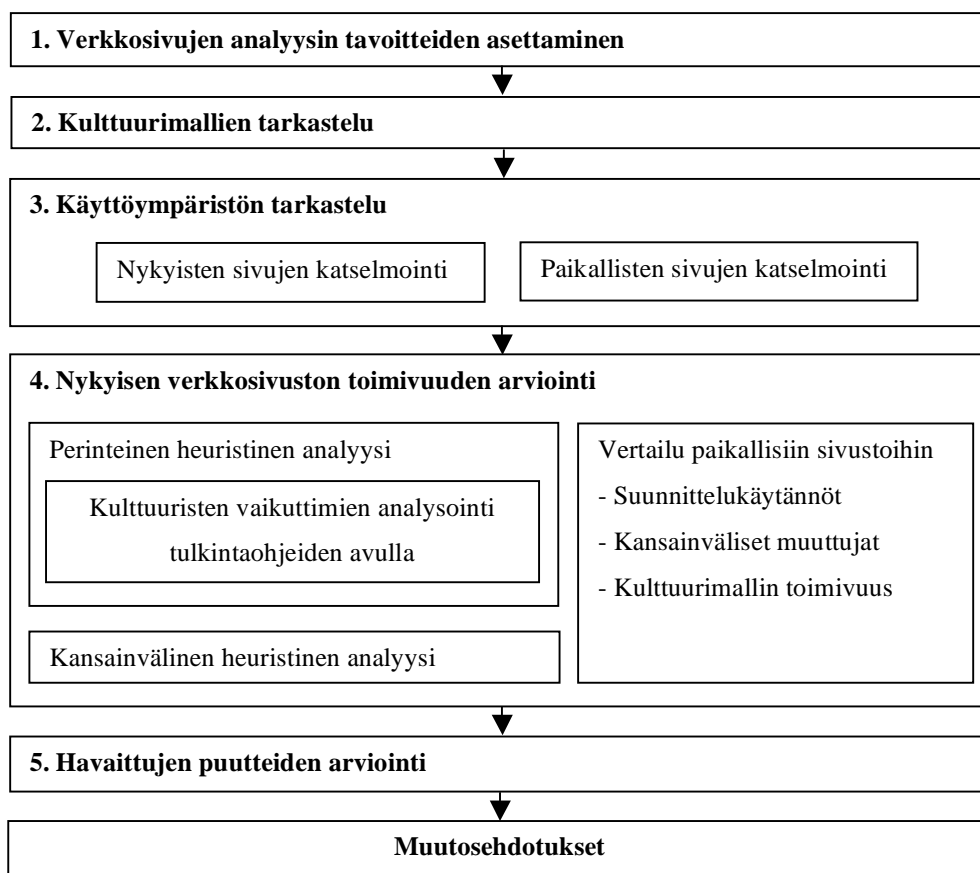 1. Verkkosivujen analyysin tavoitteiden asettaminen
2. Kulttuurimallien tarkastelu
3. Käyttöympäristön tarkastelu
Nykyisten sivujen katselmointi
Paikallisten sivujen katselmointi
4. Nykyisen verkkosivuston toimivuuden arviointi
Perinteinen heuristinen analyysi
Kulttuuristen vaikuttimien analysointi
tulkintaohjeiden avulla
Kansainvälinen heuristinen analyysi
Vertailu paikallisiin sivustoihin
- Suunnittelukäytännöt
- Kansainväliset muuttujat
- Kulttuurimallin toimivuus
5. Havaittujen puutteiden arviointi
Muutosehdotukset